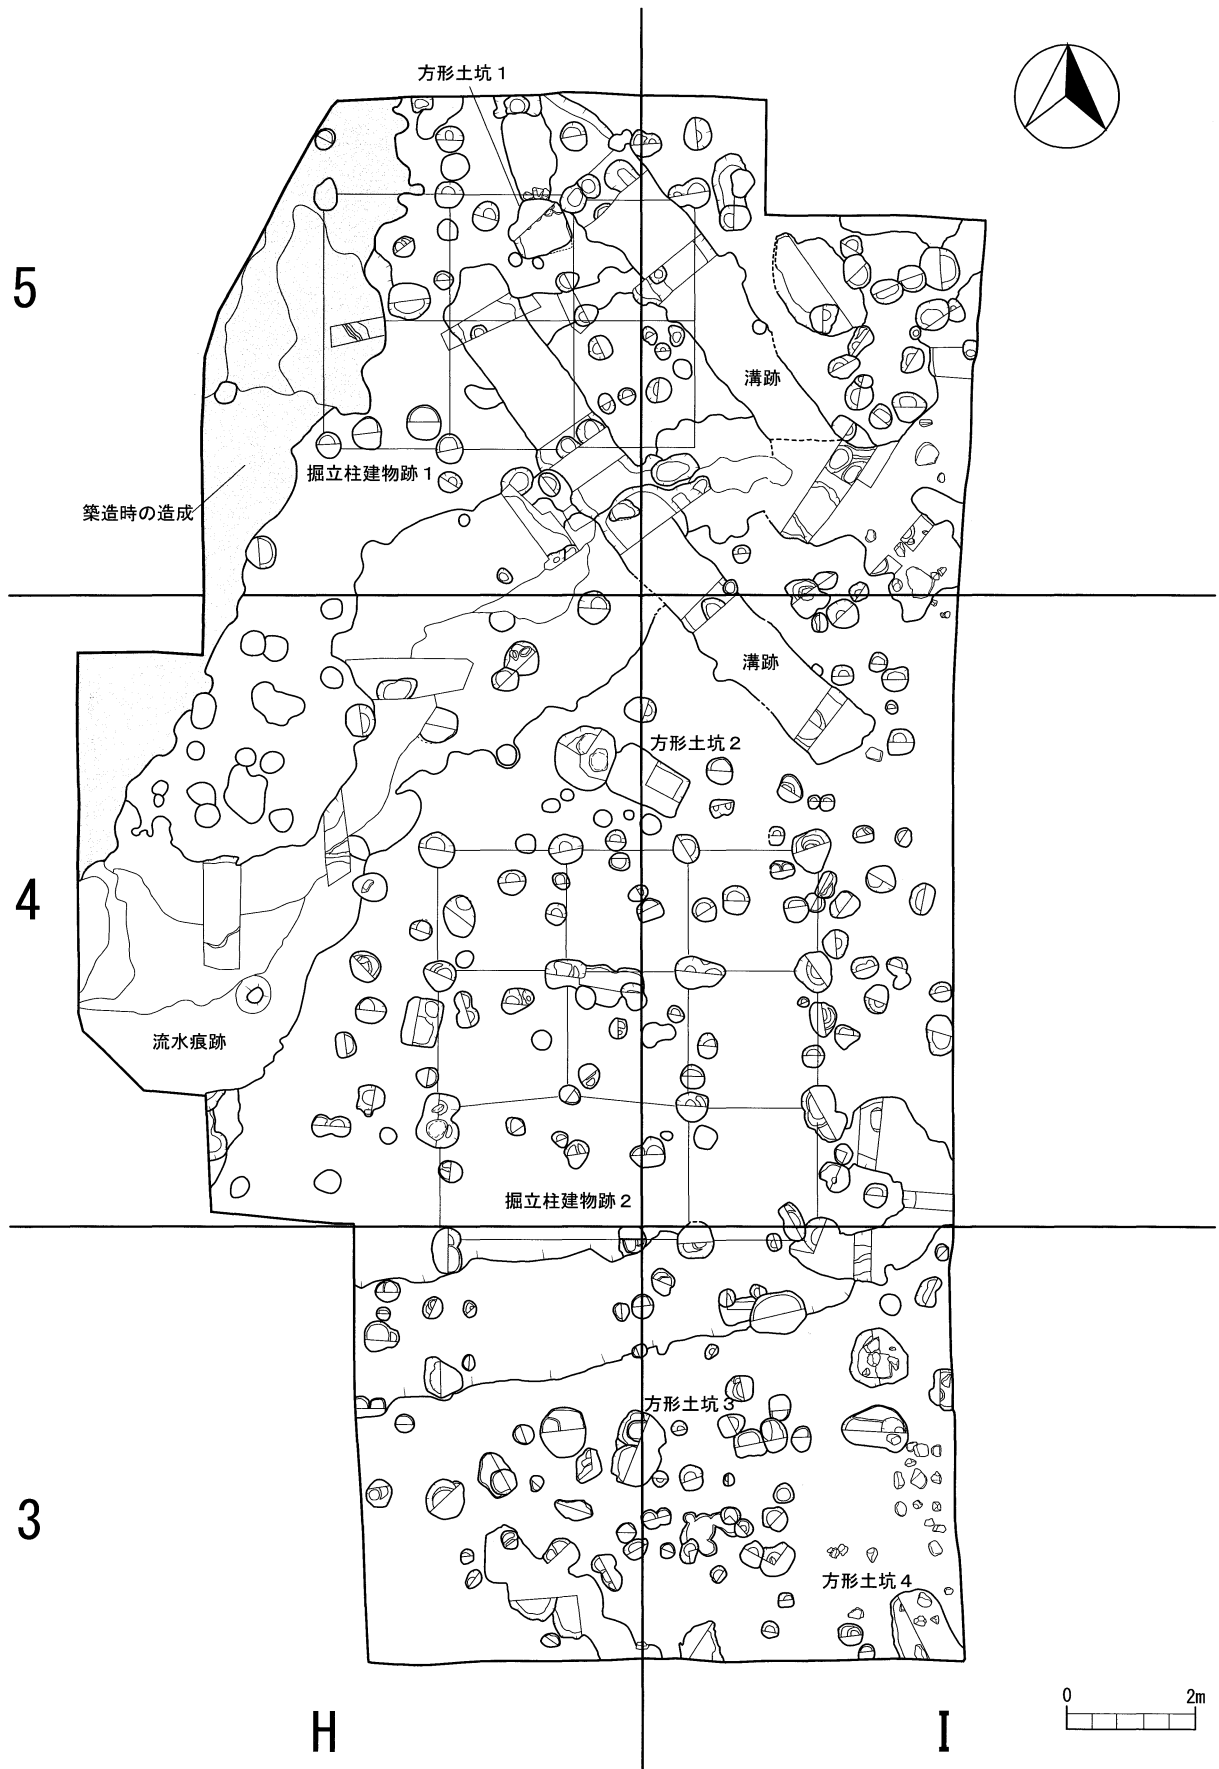 方形土坑1
5
溝跡
掘立柱建物跡1
築造時の造成
溝跡
方形土坑2
4
流水痕跡
掘立柱建物跡2
方形土坑3
3
方形土坑4
0 2m
H I